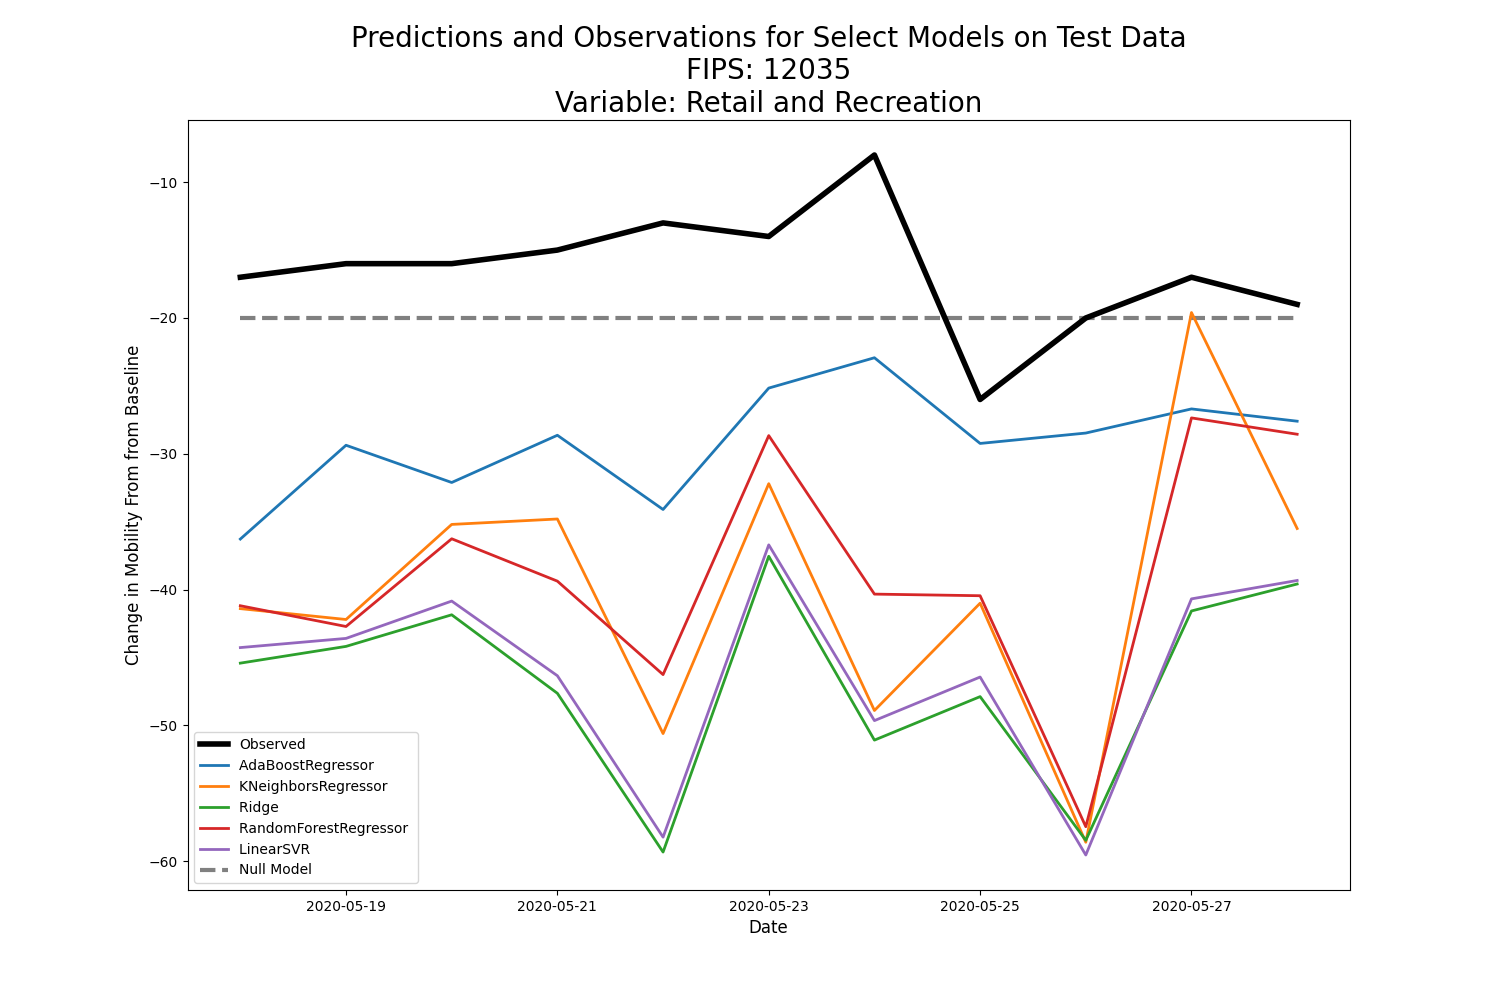 Predictions and Observations for Select Models on Test Data
FIPS: 12035
Variable: Retail and Recreation
Change in Mobility From from Baseline
−10
−20
−30
−40
−50
−60
Observed
AdaBoostRegressor
KNeighborsRegressor
Ridge
RandomForestRegressor
LinearSVR
Null Model
2020-05-19
2020-05-21
2020-05-23
2020-05-25
2020-05-27
Date